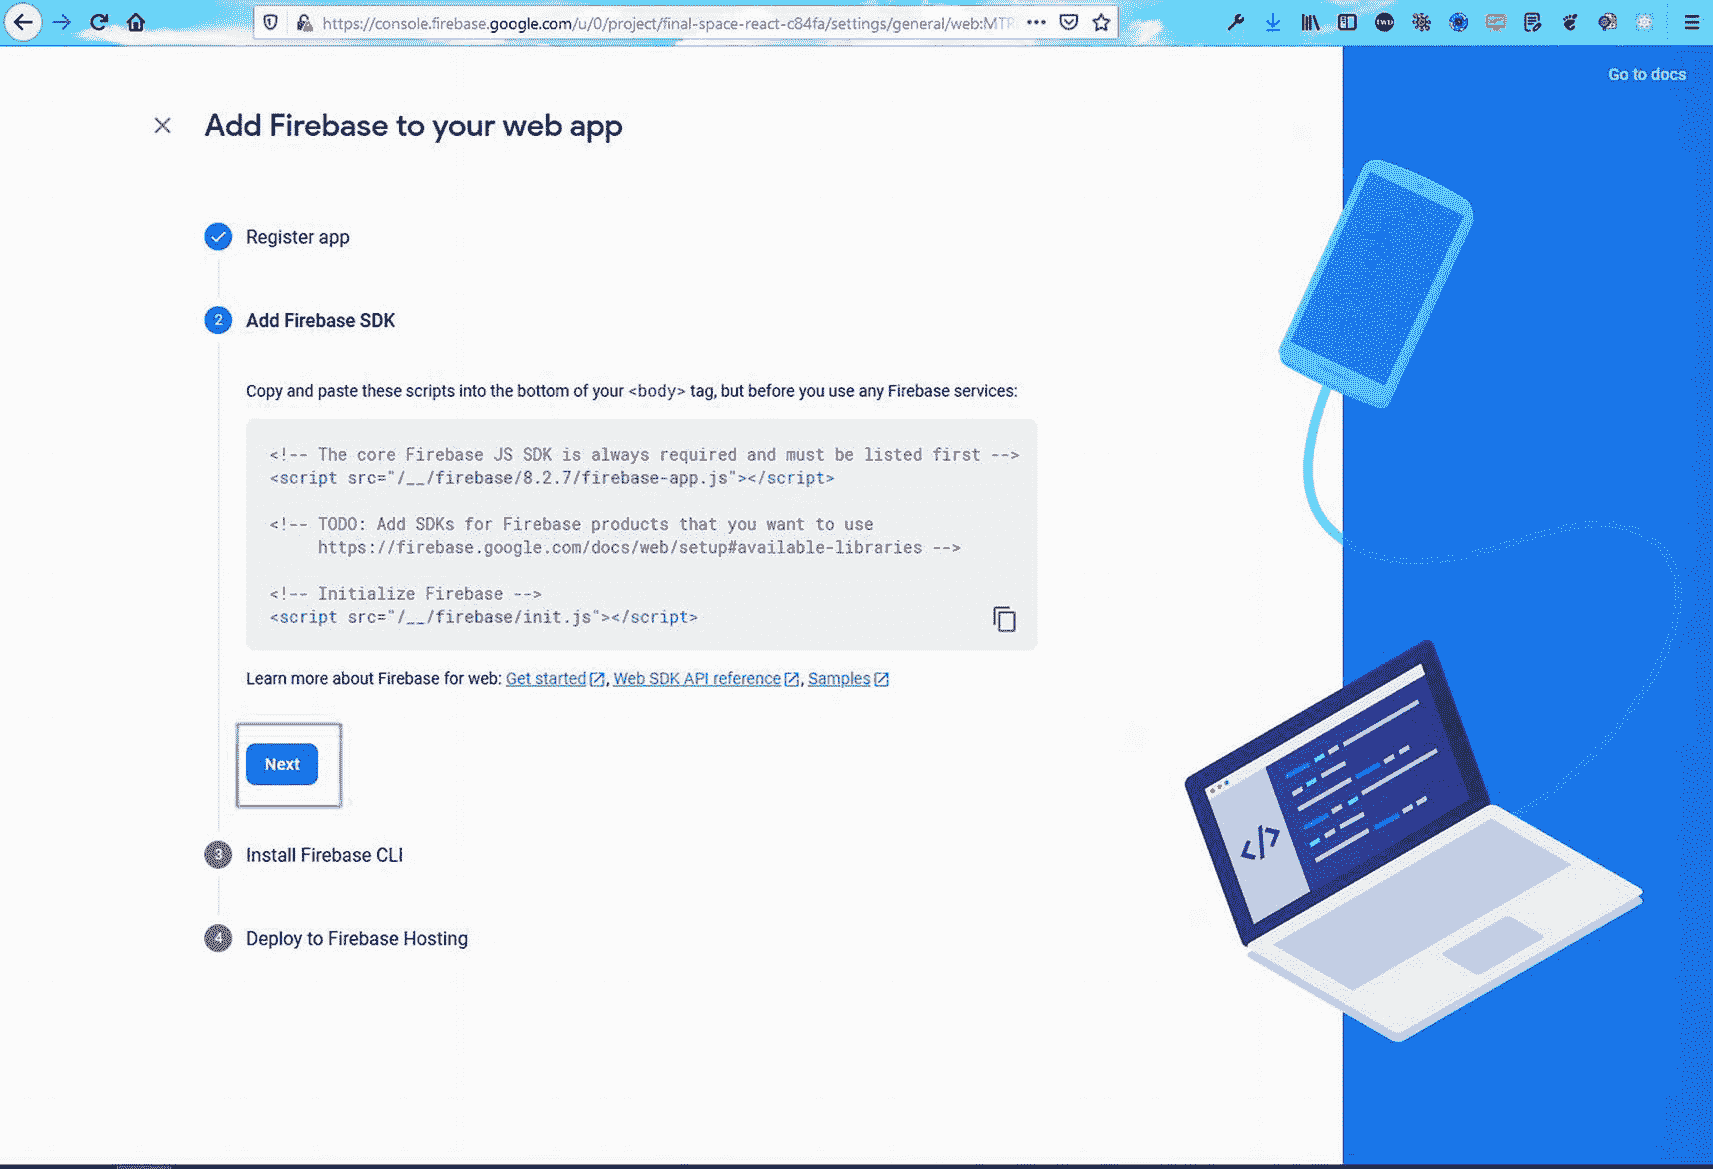 https://console.firebase.google.com/u/0/project/final-space-react-c84fa/settings/general/web:MTR
Go to docs
Add Firebase to your web app
Register app
2 Add Firebase SDK
Copy and paste these scripts into the bottom of your <body> tag, but before you use any Firebase services:
<!-- The core Firebase JS SDK is always required and must be listed first -->
<script src="/__/firebase/8.2.7/firebase-app.js"></script>
<!-- TODO: Add SDKs for Firebase products that you want to use
https://firebase.google.com/docs/web/setup#available-libraries -->
<!-- Initialize Firebase -->
<script src="/__/firebase/init.js"></script>
Learn more about Firebase for web: Get started, Web SDK API reference, Samples
Next
3 Install Firebase CLI
4 Deploy to Firebase Hosting
</>